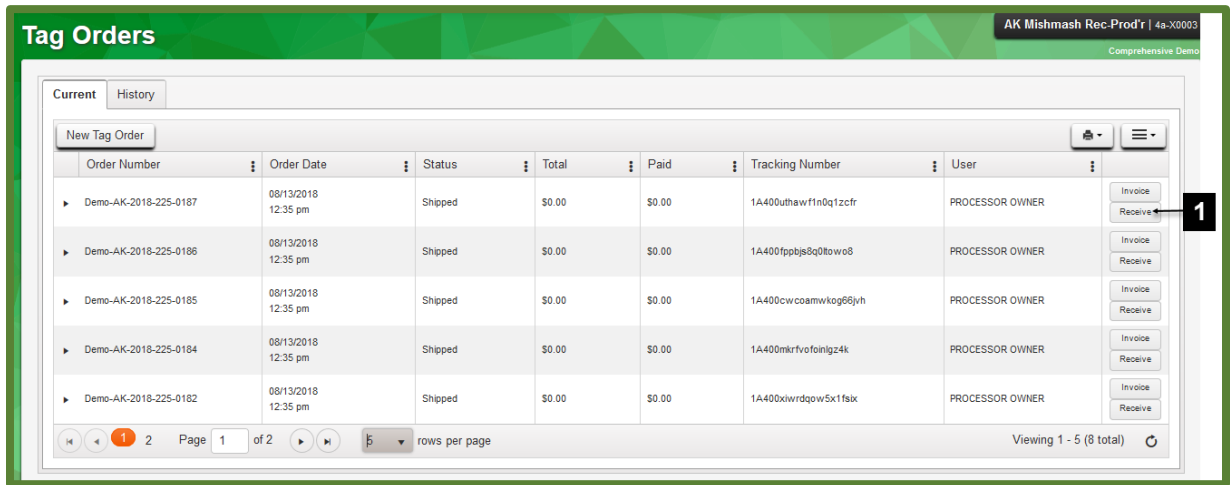 Tag Orders
AK Mishmash Rec-Prod'r | 4a-X0003
Comprehensive Demo
Current History
New Tag Order
Order Number Order Date Status Total Paid Tracking Number User
Demo-AK-2018-225-0187 08/13/2018 12:35 pm Shipped $0.00 $0.00 1A400uthawf1n0q1zcfr PROCESSOR OWNER Invoice Receive 1
Demo-AK-2018-225-0186 08/13/2018 12:35 pm Shipped $0.00 $0.00 1A400fppbjs8q0ltowo8 PROCESSOR OWNER Invoice Receive
Demo-AK-2018-225-0185 08/13/2018 12:35 pm Shipped $0.00 $0.00 1A400cwcoamwkog66jvh PROCESSOR OWNER Invoice Receive
Demo-AK-2018-225-0184 08/13/2018 12:35 pm Shipped $0.00 $0.00 1A400mkrfvofoinlgz4k PROCESSOR OWNER Invoice Receive
Demo-AK-2018-225-0182 08/13/2018 12:35 pm Shipped $0.00 $0.00 1A400xiwrdqow5x1fsix PROCESSOR OWNER Invoice Receive
1 2 Page 1 of 2 5 rows per page Viewing 1 - 5 (8 total)